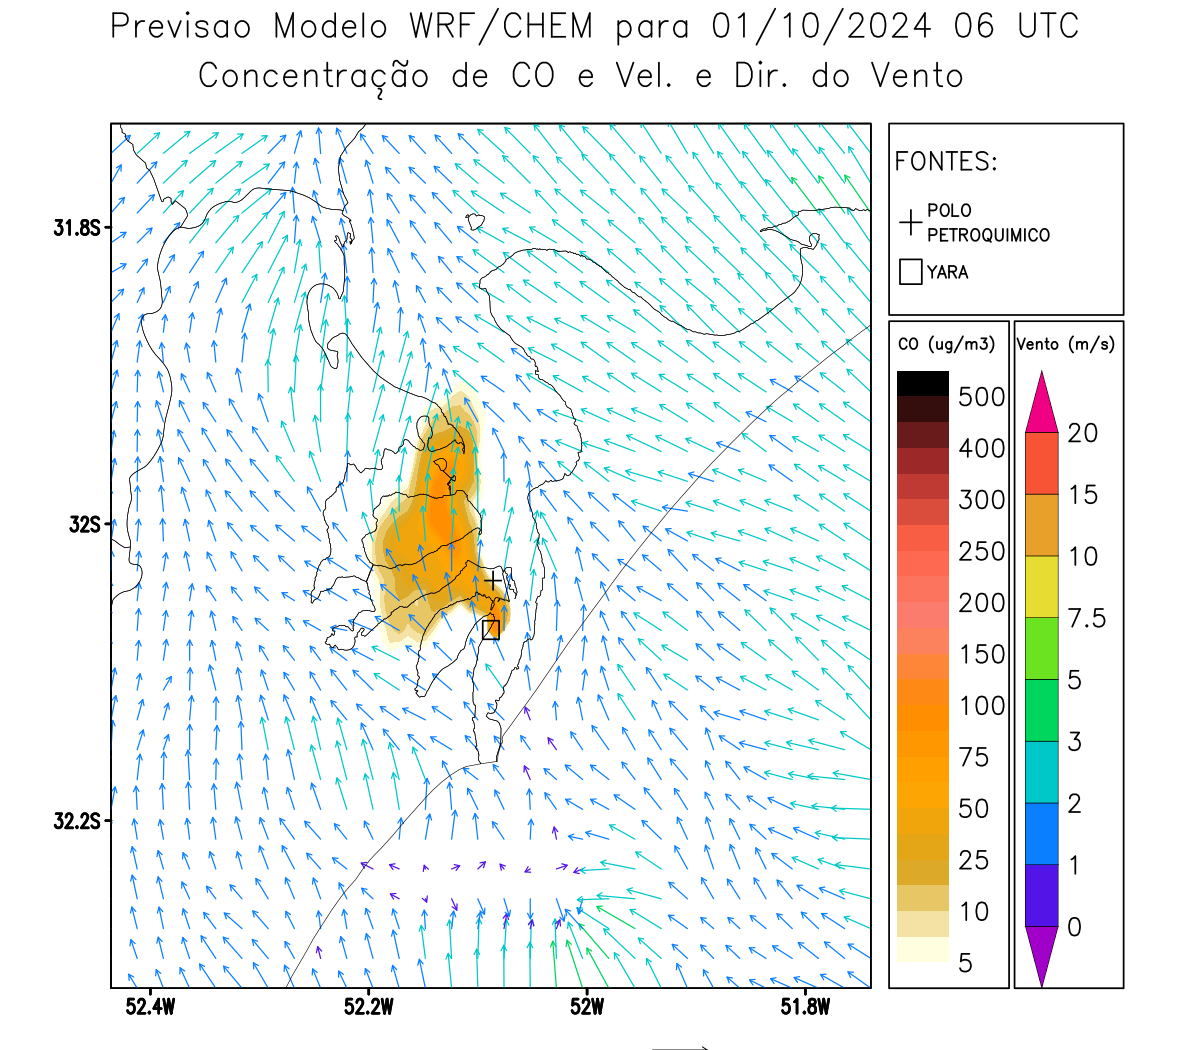 Previsao Modelo WRF/CHEM para 01/10/2024 06 UTC
Concentração de CO e Vel. e Dir. do Vento
FONTES:
POLO
PETROQUIMICO
YARA
CO (ug/m3)
500
400
300
250
200
150
100
75
50
25
10
5
Vento (m/s)
20
15
10
7.5
5
3
2
1
0
31.8S
32S
32.2S
52.4W
52.2W
52W
51.8W